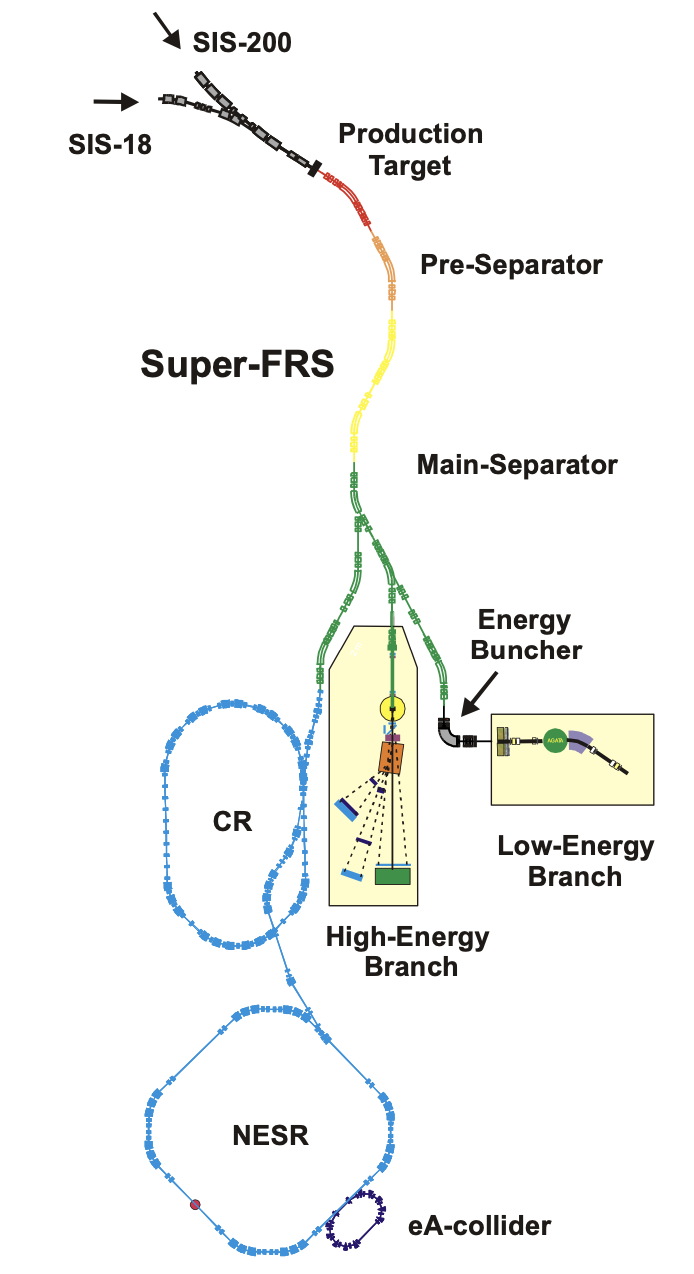 SIS-200
SIS-18
Production
Target
Pre-Separator
Super-FRS
Main-Separator
Energy
Buncher
AGATA
CR
Low-Energy
Branch
High-Energy
Branch
NESR
eA-collider